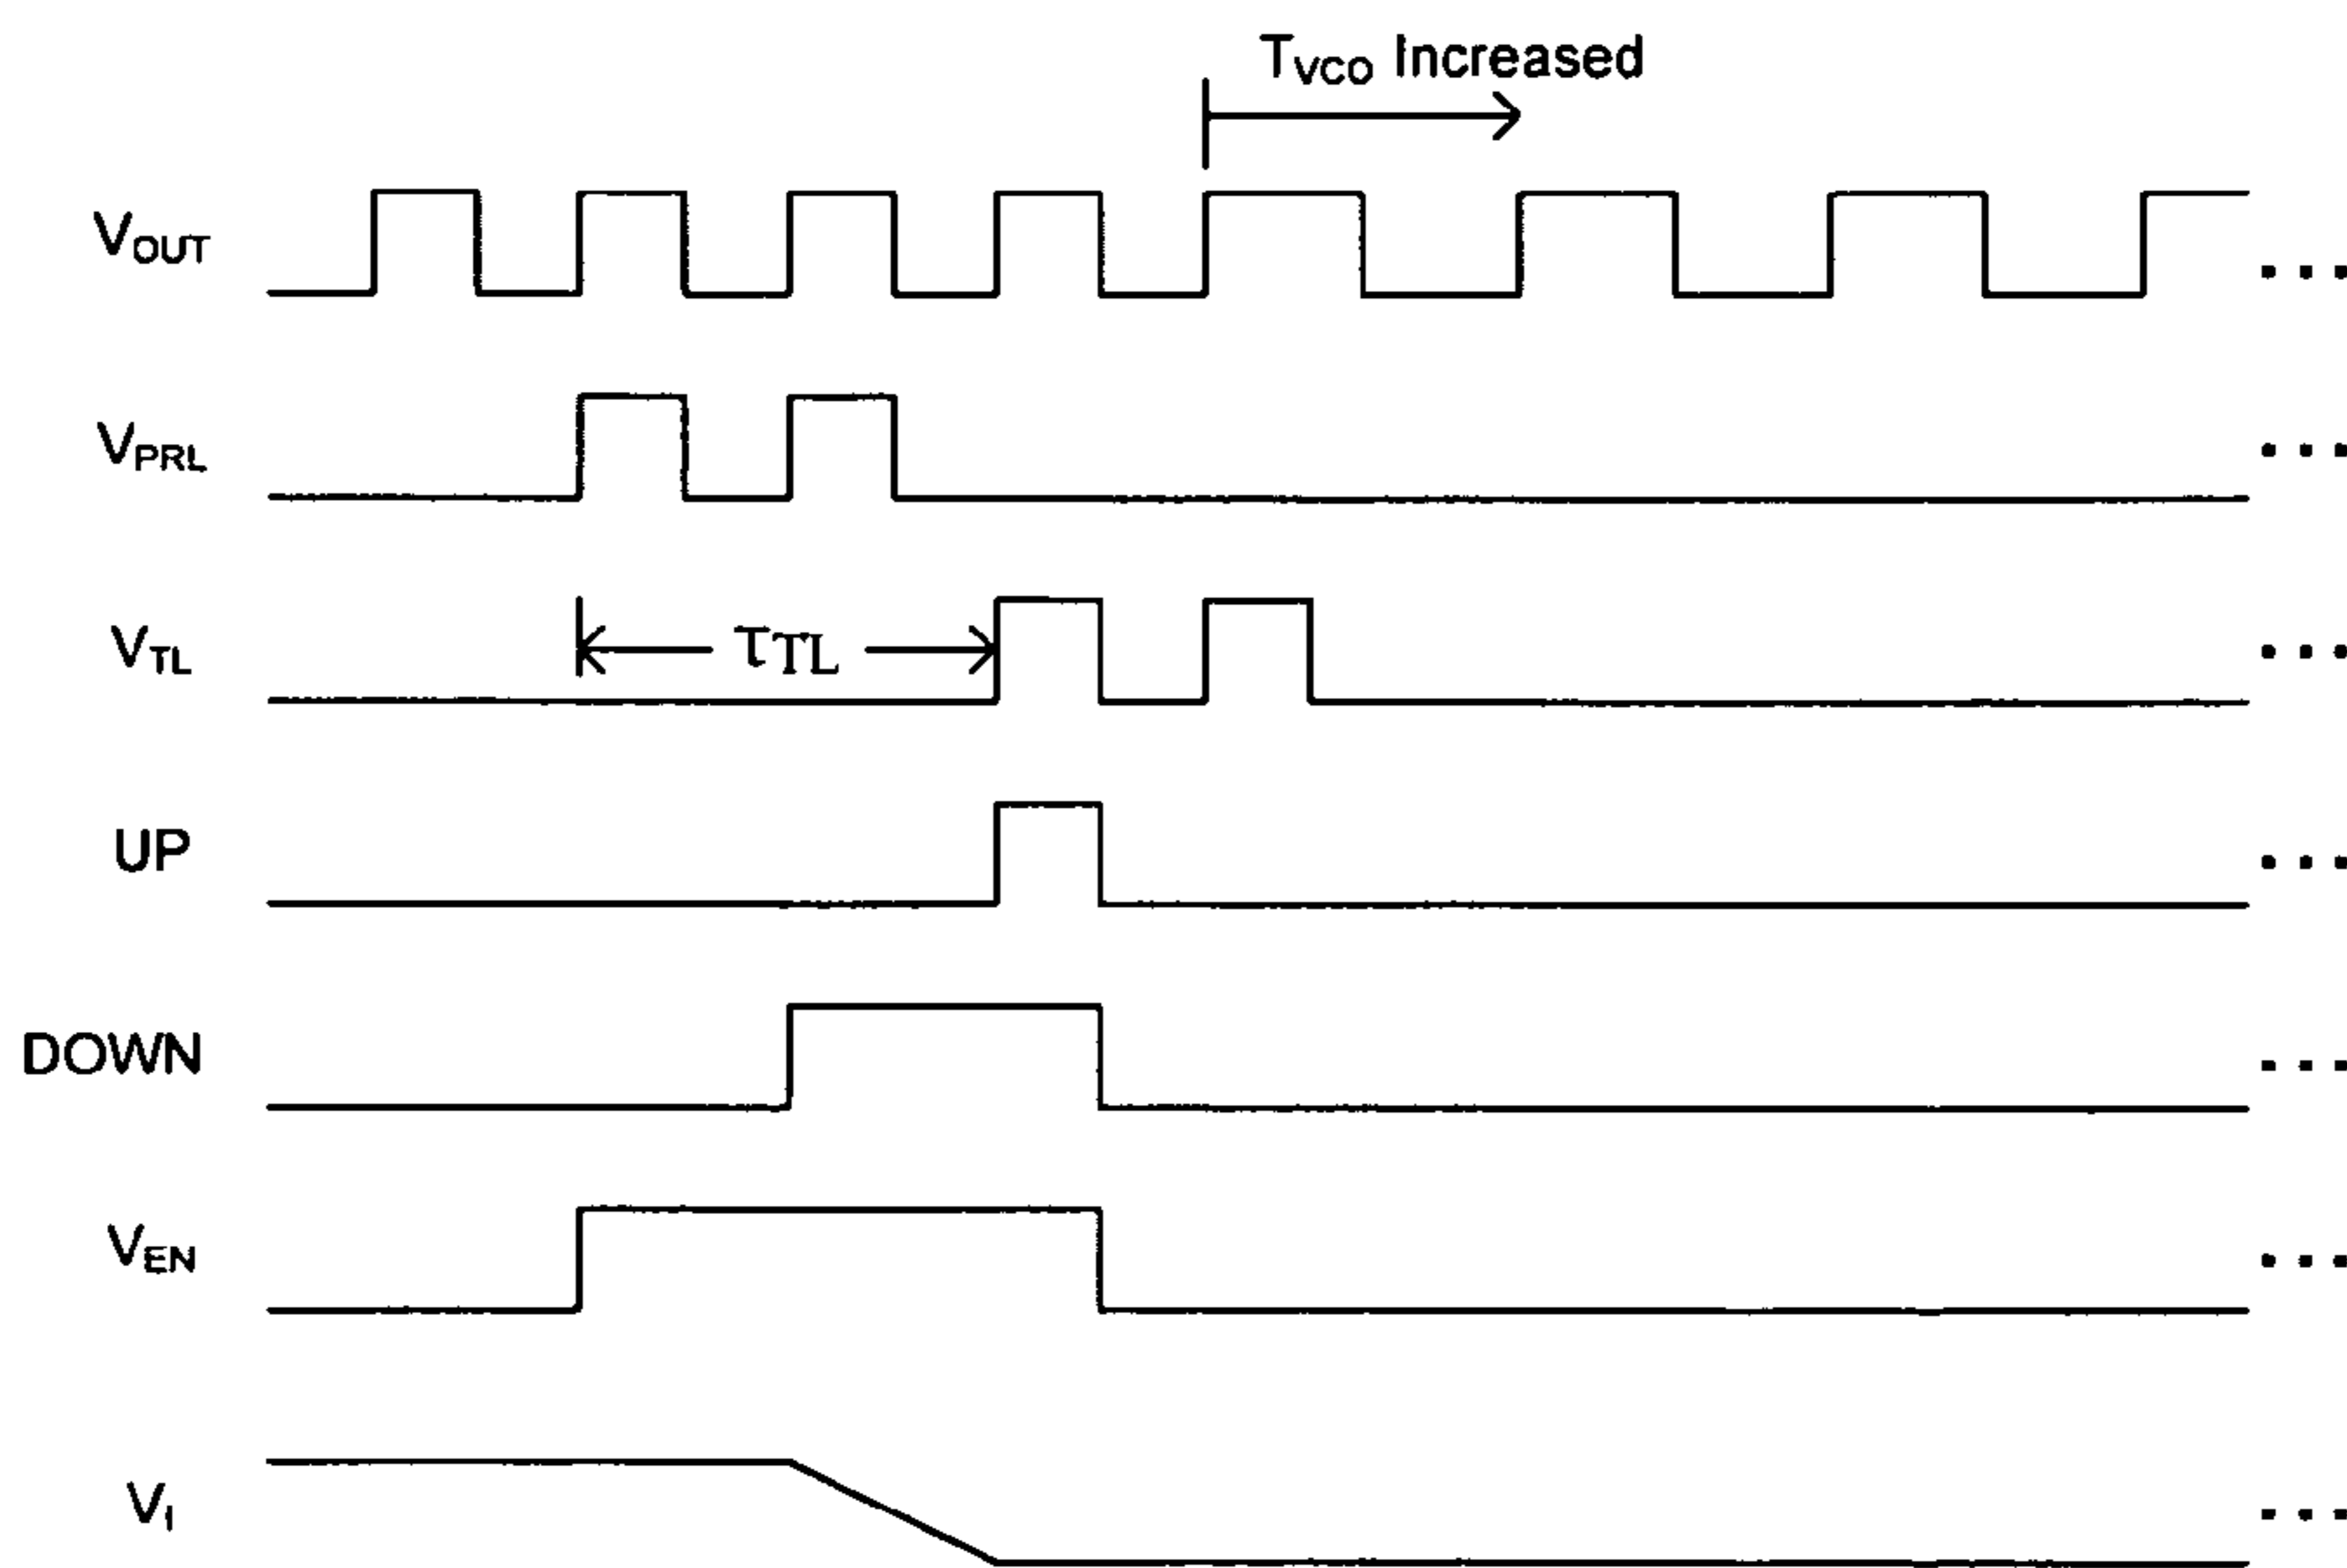 TVCO Increased
VOUT
VPRL
VTL
τTL
UP
DOWN
VEN
VI